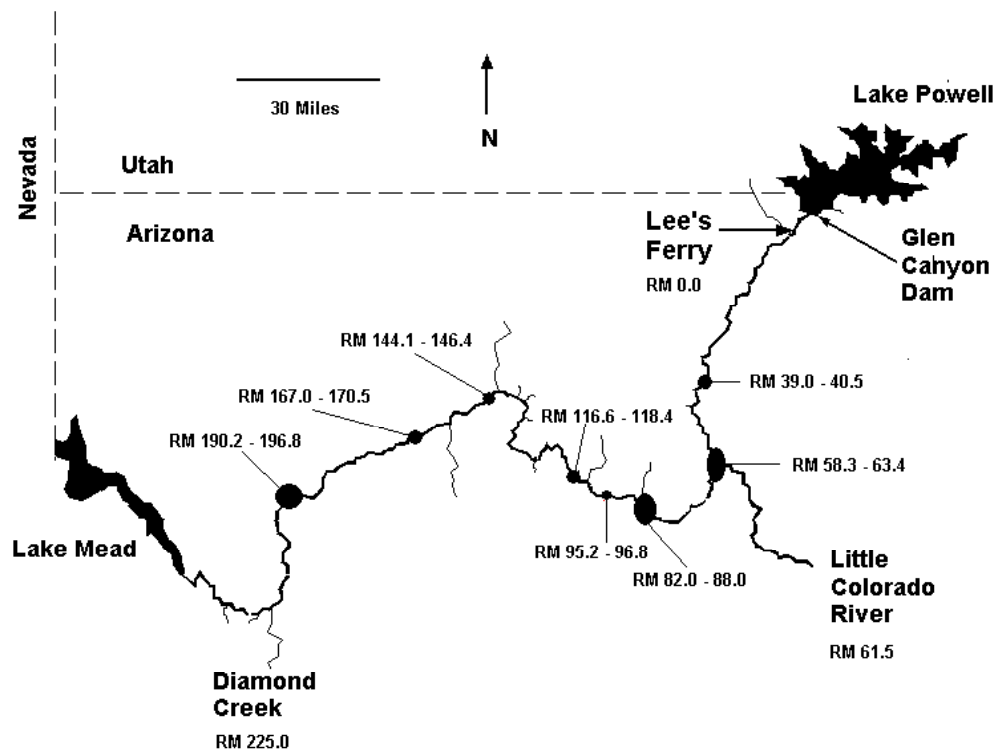 Lake Powell
30 Miles
N
Utah
Nevada
Arizona
Lee's
Ferry
RM 0.0
Glen
Canyon
Dam
RM 144.1 - 146.4
RM 167.0 - 170.5
RM 39.0 - 40.5
RM 116.6 - 118.4
RM 190.2 - 196.8
RM 58.3 - 63.4
Lake Mead
RM 95.2 - 96.8
RM 82.0 - 88.0
Little
Colorado
River
RM 61.5
Diamond
Creek
RM 225.0